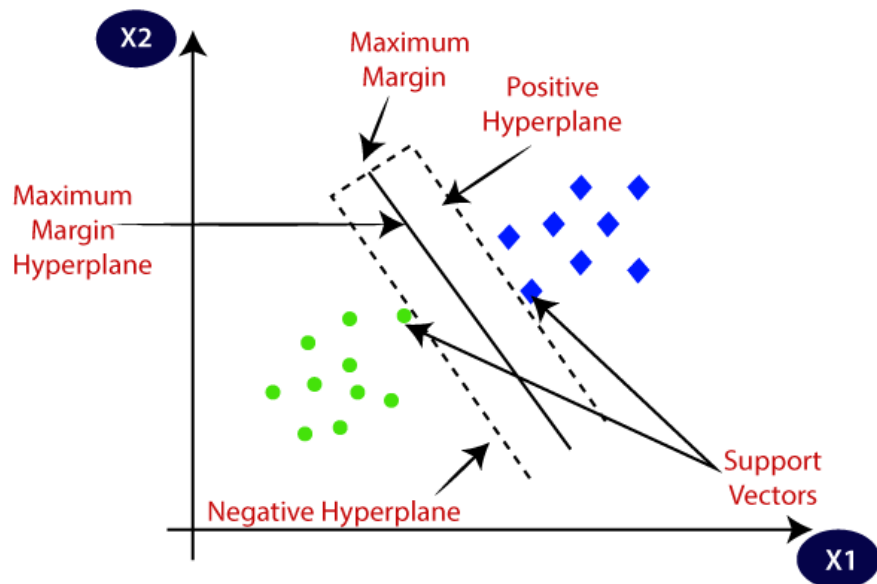 X2
Maximum
Margin
Positive
Hyperplane
Maximum
Margin
Hyperplane
Support
Vectors
Negative Hyperplane
X1